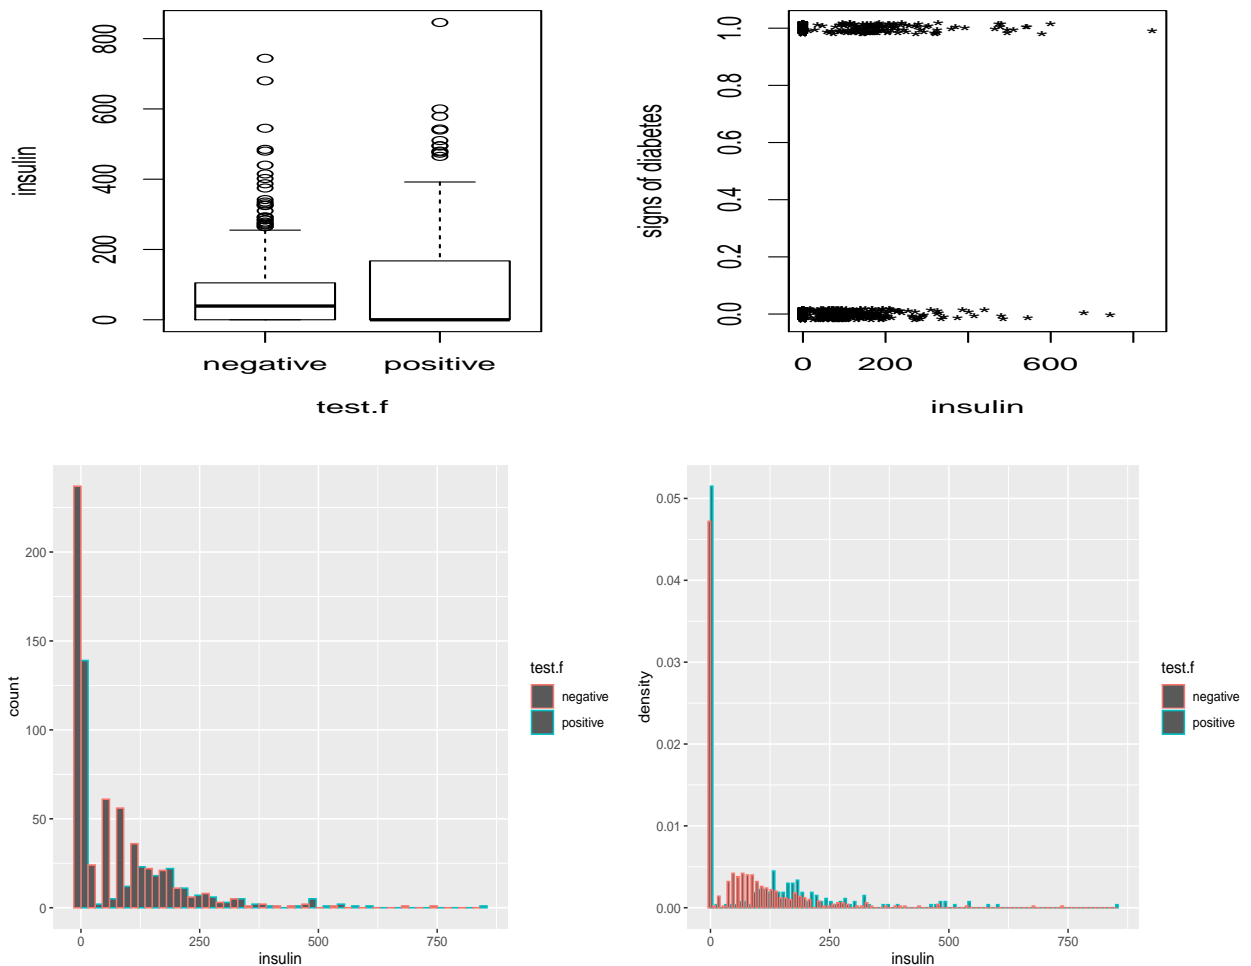 insulin
0 200 400 600 800
negative positive
test.f
signs of diabetes
0.0 0.2 0.4 0.6 0.8 1.0
0 200 600
insulin
count
200
150
100
50
0
0 250 500 750
insulin
test.f
negative
positive
density
0.05
0.04
0.03
0.02
0.01
0.00
0 250 500 750
insulin
test.f
negative
positive